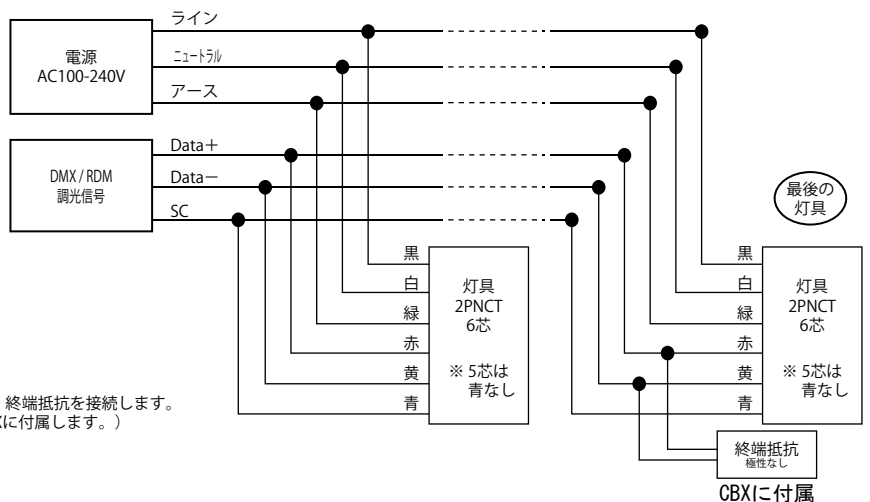 電源
AC100-240V
ライン
ニュートラル
アース
DMX / RDM
調光信号
Data＋
Data－
SC
最後の
灯具
黒
白
緑
赤
黄
青
灯具
2PNCT
6芯
※ 5芯は
青なし
黒
白
緑
赤
黄
青
灯具
2PNCT
6芯
※ 5芯は
青なし
終端抵抗を接続します。
に付属します。）
終端抵抗
極性なし
CBXに付属